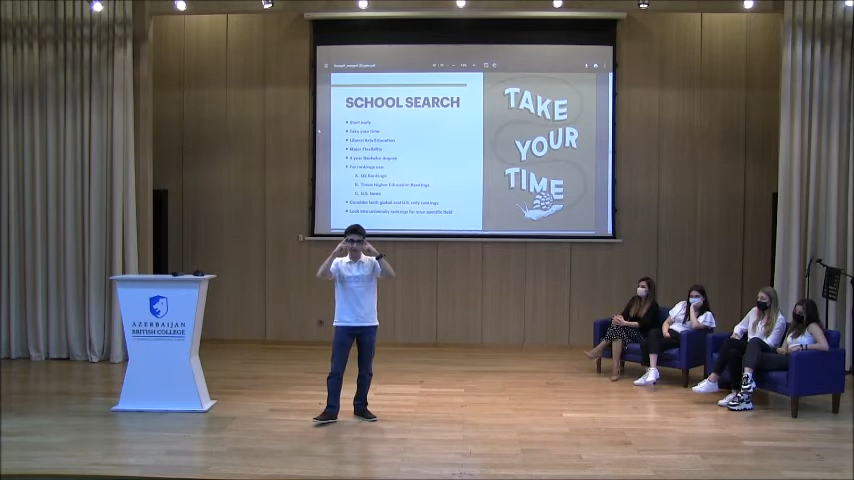 SCHOOL SEARCH
Start early
Take your time
Liberal Arts Education
Major Flexibility
4 year Bachelor degree
For rankings use:
A. QS Rankings
B. Times Higher Education Rankings
C. U.S. News
Consider both global and U.S. only rankings
Look into university rankings for your specific field
TAKE
YOUR
TIME
AZERBAIJAN
BRITISH COLLEGE